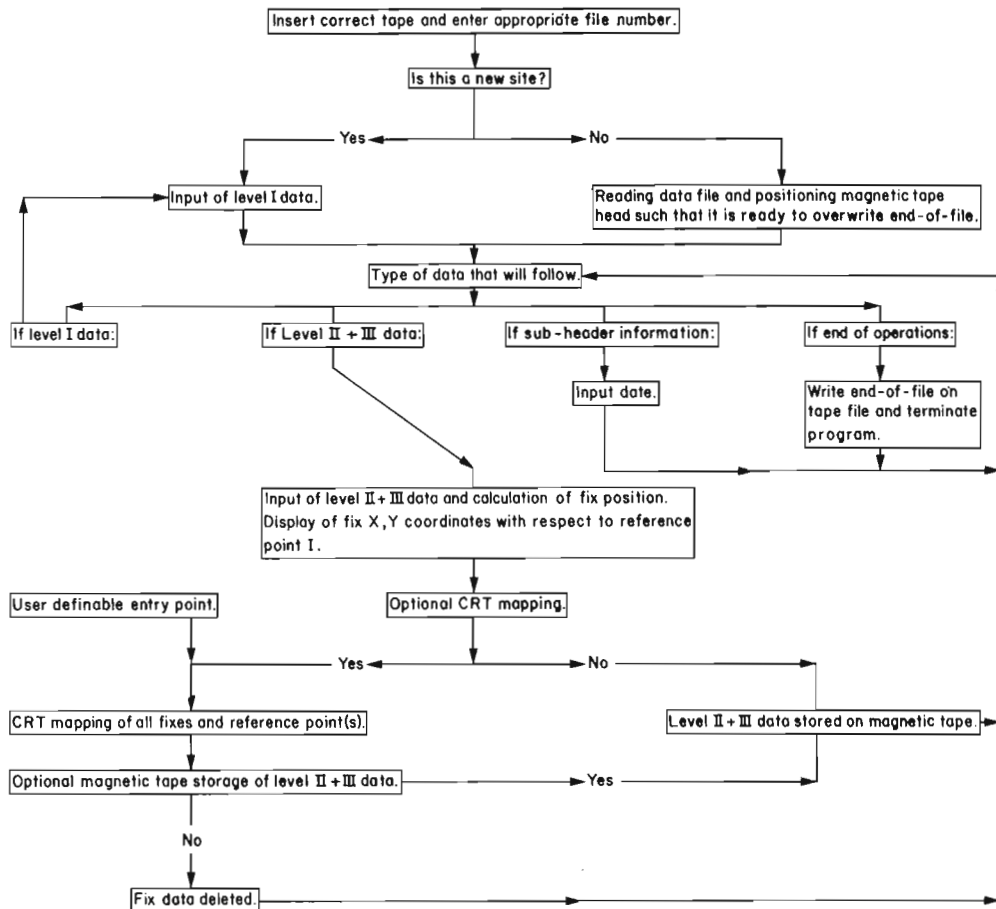 Insert correct tape and enter appropriate file number.
Is this a new site?
Yes
No
Input of level I data.
Reading data file and positioning magnetic tape
head such that it is ready to overwrite end-of-file.
Type of data that will follow.
If level I data:
If Level II + III data:
If sub-header information:
If end of operations:
Input date.
Write end-of-file on
tape file and terminate
program.
Input of level II + III data and calculation of fix position.
Display of fix X,Y coordinates with respect to reference
point I.
User definable entry point.
Optional CRT mapping.
Yes
No
CRT mapping of all fixes and reference point(s).
Level II + III data stored on magnetic tape.
Optional magnetic tape storage of level II + III data.
Yes
No
Fix data deleted.